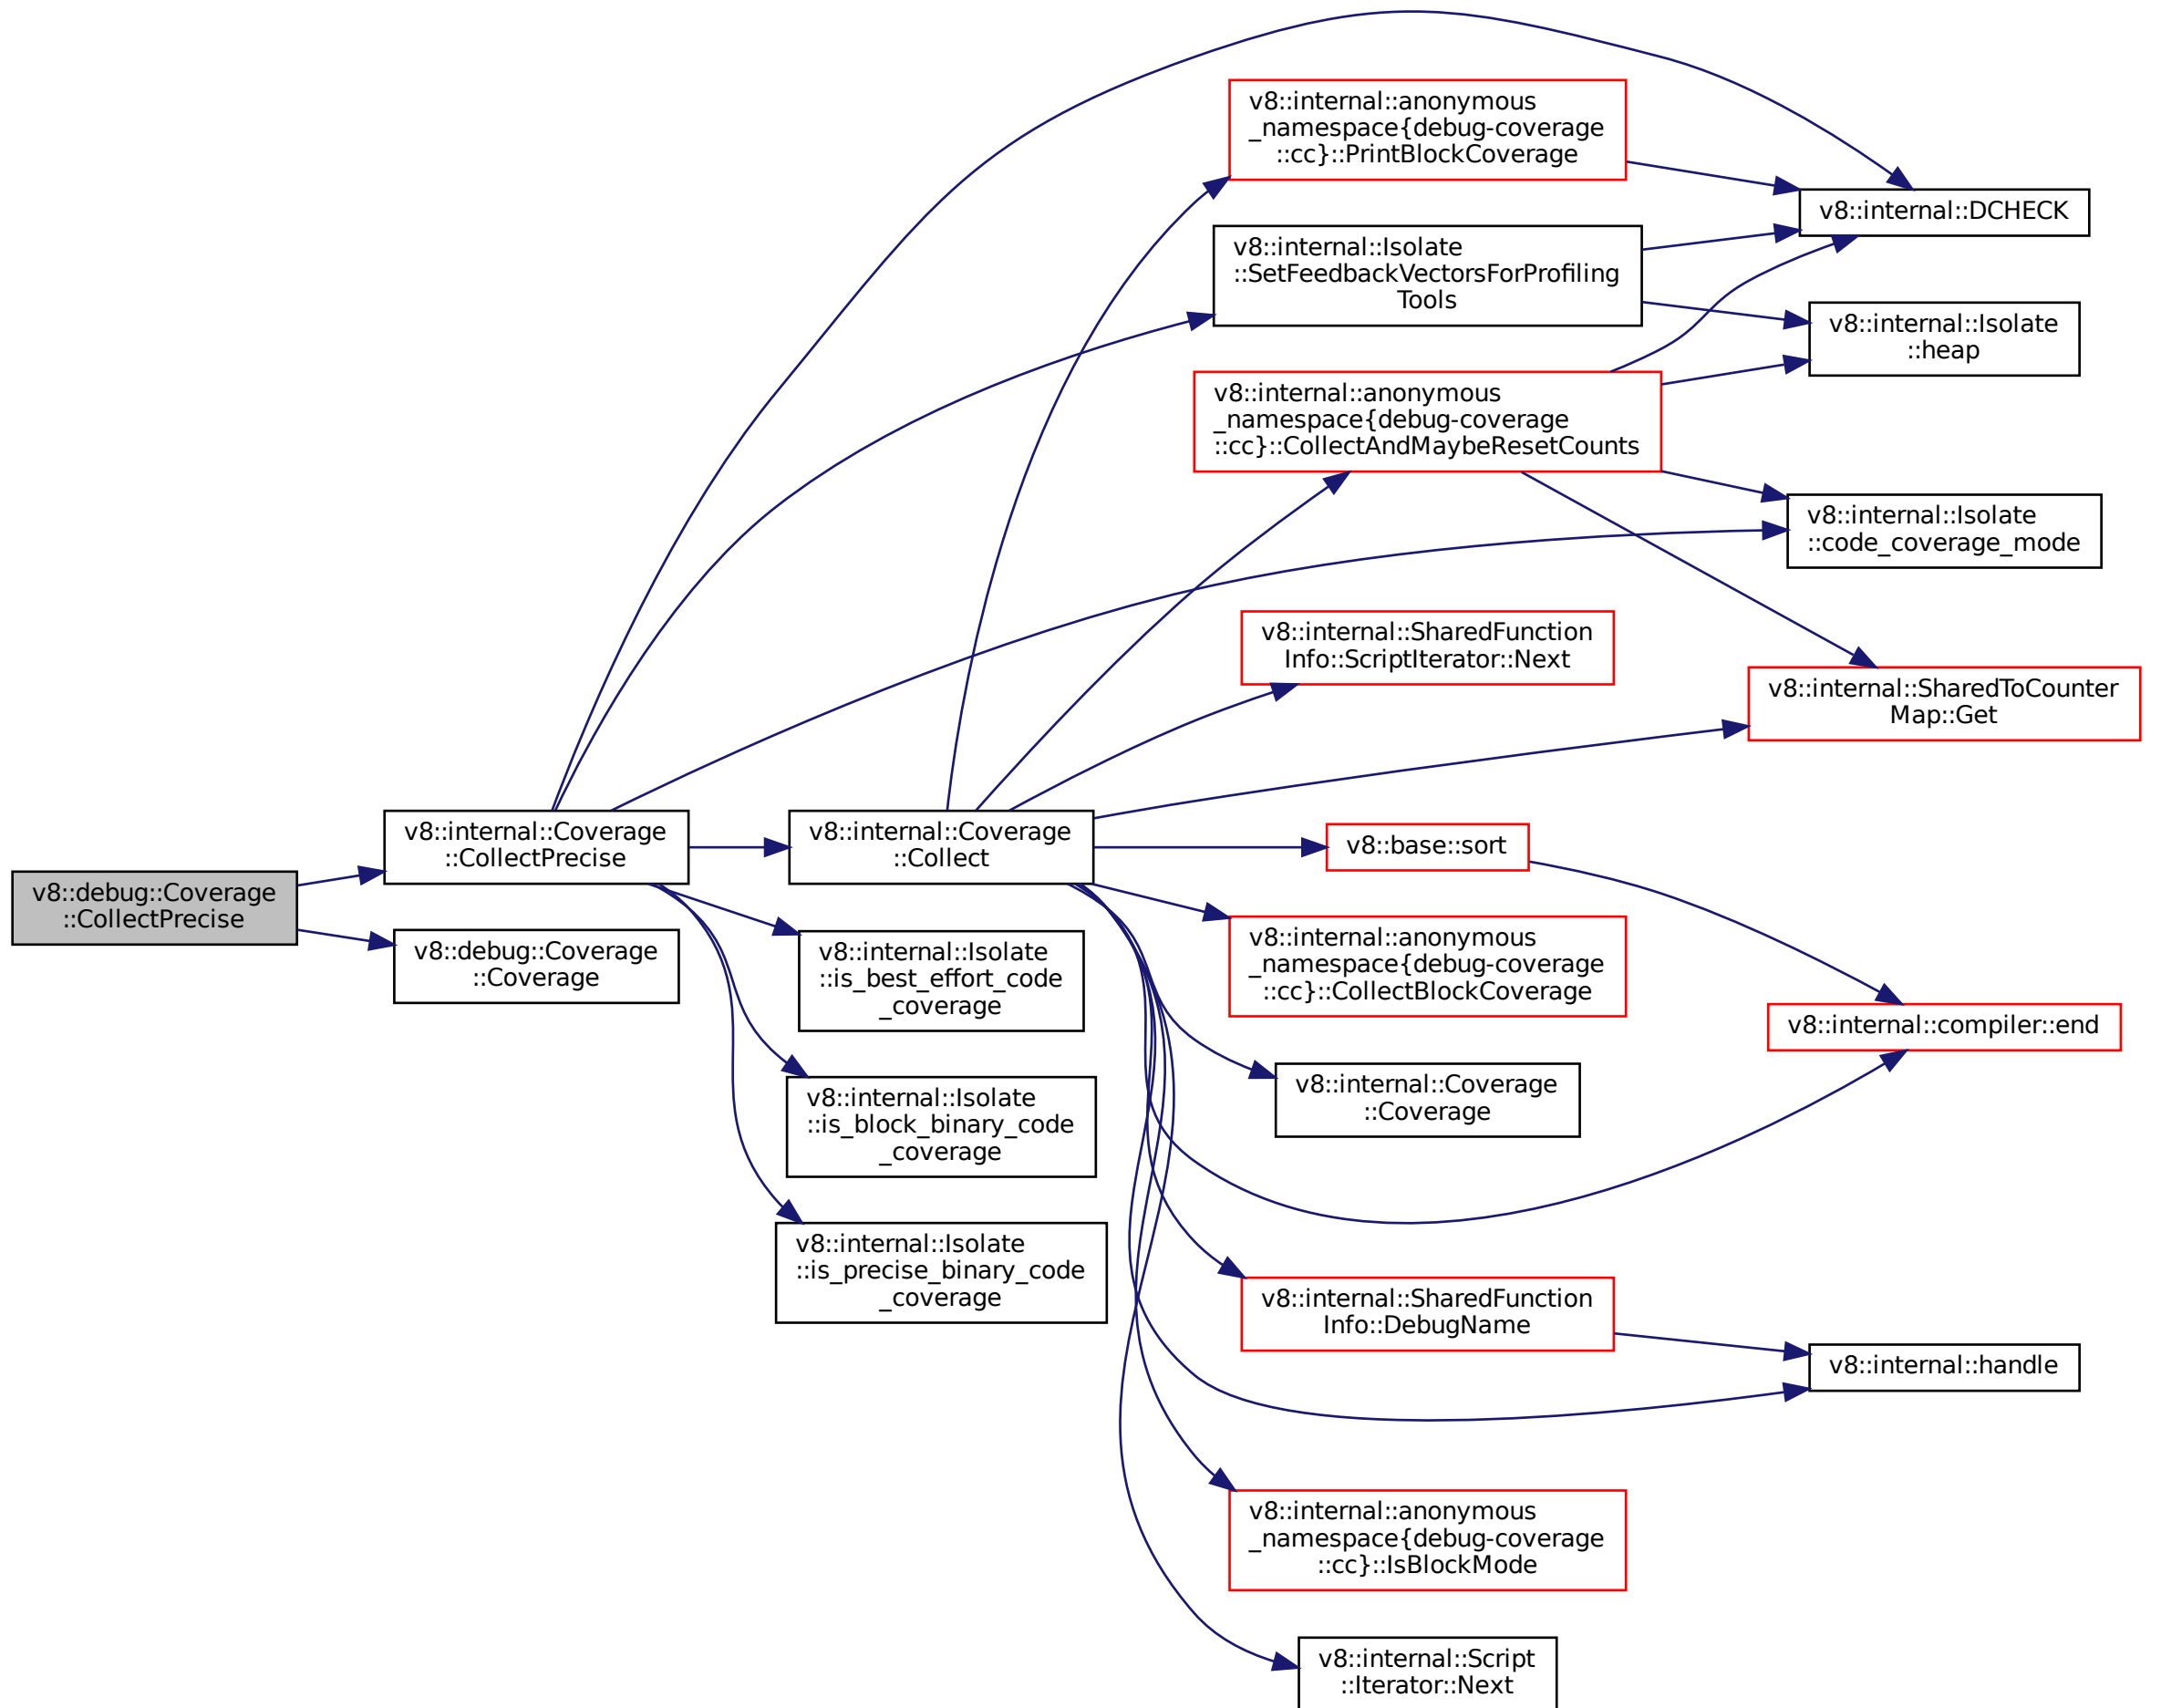 v8::debug::Coverage
::CollectPrecise
v8::internal::Coverage
::CollectPrecise
v8::debug::Coverage
::Coverage
v8::internal::Coverage
::Collect
v8::internal::Isolate
::is_best_effort_code
_coverage
v8::internal::Isolate
::is_block_binary_code
_coverage
v8::internal::Isolate
::is_precise_binary_code
_coverage
v8::internal::anonymous
_namespace{debug-coverage
::cc}::PrintBlockCoverage
v8::internal::Isolate
::SetFeedbackVectorsForProfiling
Tools
v8::internal::anonymous
_namespace{debug-coverage
::cc}::CollectAndMaybeResetCounts
v8::internal::SharedFunction
Info::ScriptIterator::Next
v8::base::sort
v8::internal::anonymous
_namespace{debug-coverage
::cc}::CollectBlockCoverage
v8::internal::Coverage
::Coverage
v8::internal::SharedFunction
Info::DebugName
v8::internal::anonymous
_namespace{debug-coverage
::cc}::IsBlockMode
v8::internal::Script
::Iterator::Next
v8::internal::DCHECK
v8::internal::Isolate
::heap
v8::internal::Isolate
::code_coverage_mode
v8::internal::SharedToCounter
Map::Get
v8::internal::compiler::end
v8::internal::handle